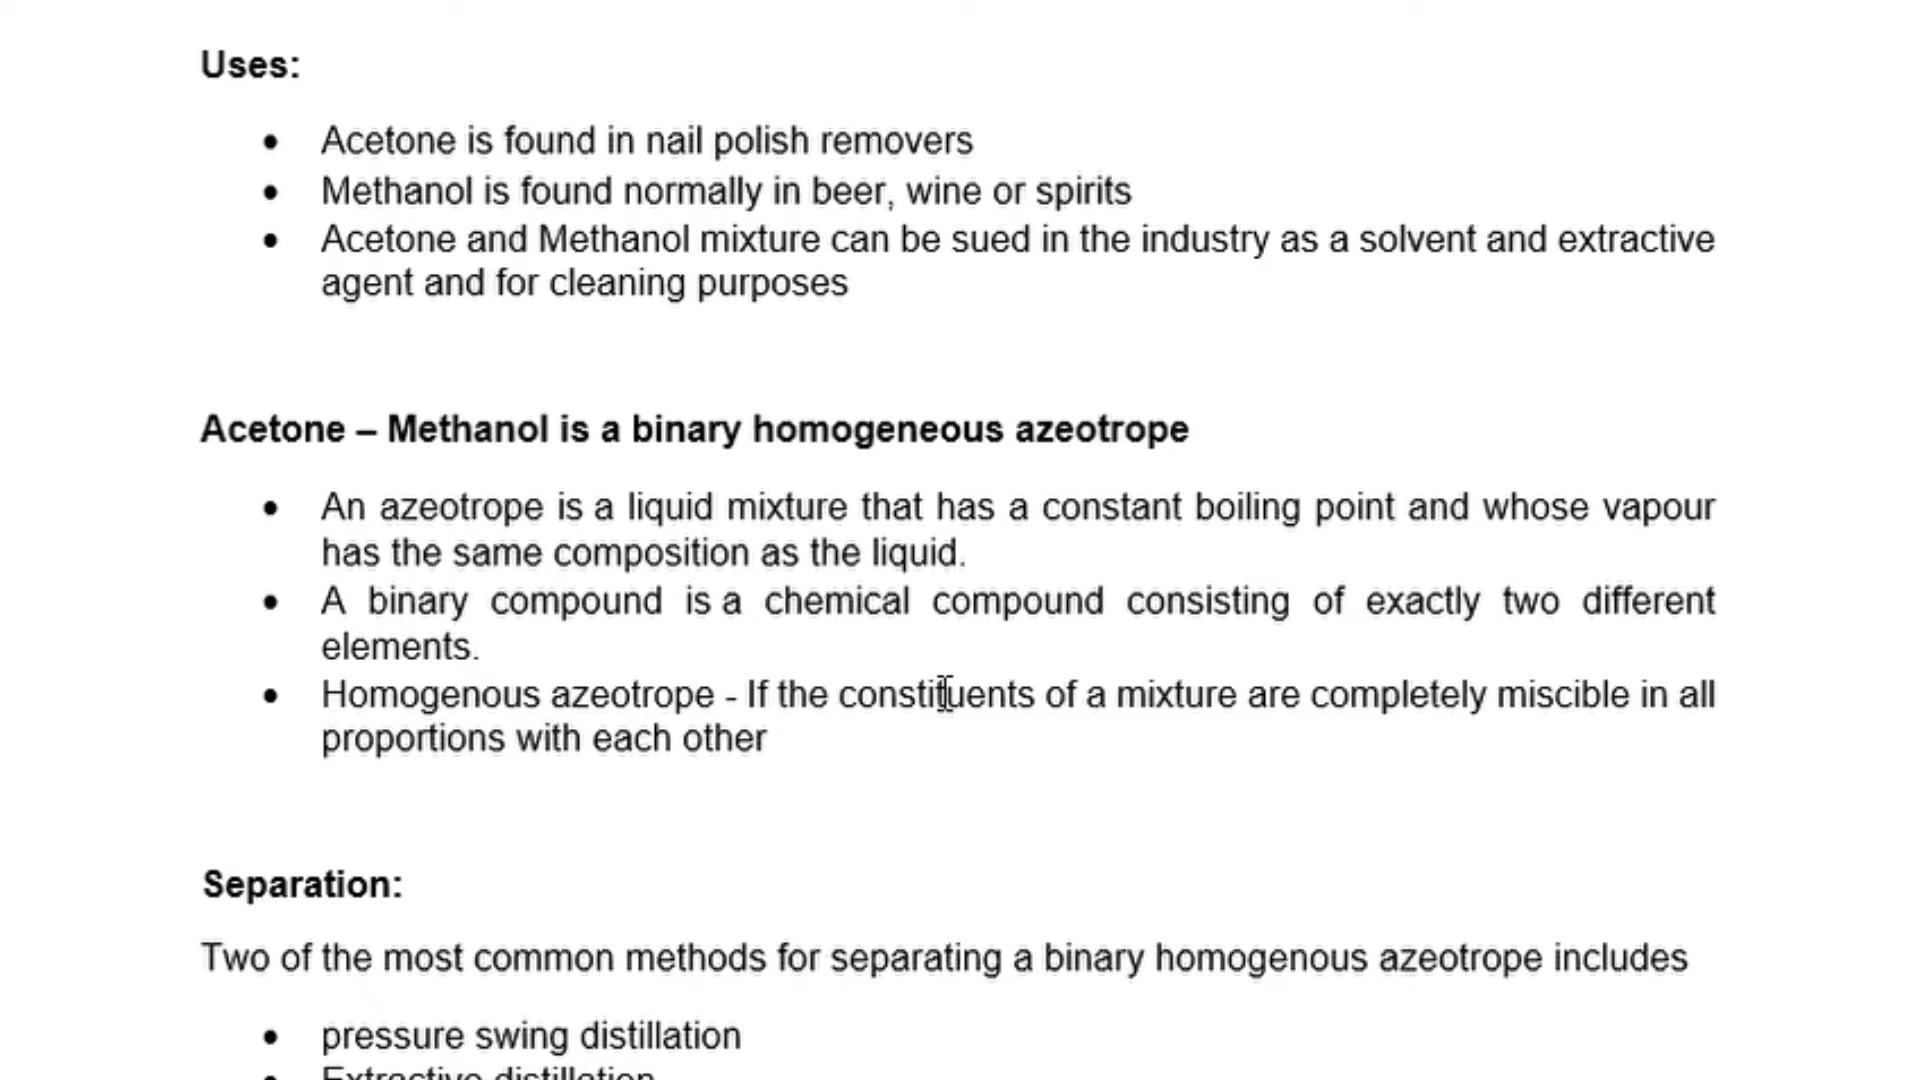 Uses:
• Acetone is found in nail polish removers
• Methanol is found normally in beer, wine or spirits
• Acetone and Methanol mixture can be sued in the industry as a solvent and extractive
agent and for cleaning purposes
Acetone – Methanol is a binary homogeneous azeotrope
• An azeotrope is a liquid mixture that has a constant boiling point and whose vapour
has the same composition as the liquid.
• A binary compound is a chemical compound consisting of exactly two different
elements.
• Homogenous azeotrope - If the constituents of a mixture are completely miscible in all
proportions with each other
Separation:
Two of the most common methods for separating a binary homogenous azeotrope includes
• pressure swing distillation
• Extractive distillation